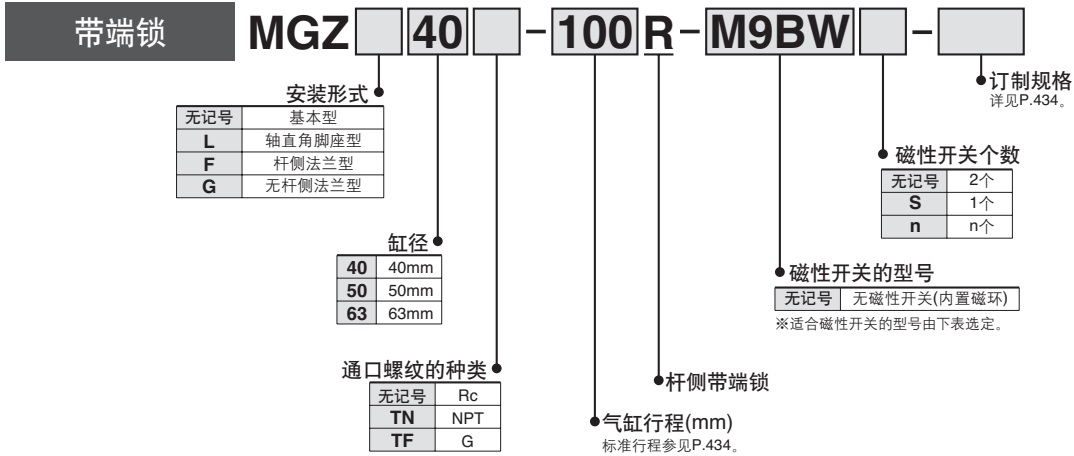 带端锁
MGZ 40 - 100 R - M9BW -
安装形式
无记号 基本型
L 轴直角脚座型
F 杆侧法兰型
G 无杆侧法兰型
缸径
40 40mm
50 50mm
63 63mm
通口螺纹的种类
无记号 Rc
TN NPT
TF G
气缸行程(mm)
标准行程参见P.434。
杆侧带端锁
磁性开关的型号
无记号 无磁性开关(内置磁环)
※适合磁性开关的型号由下表选定。
磁性开关个数
无记号 2个
S 1个
n n个
订制规格
详见P.434。